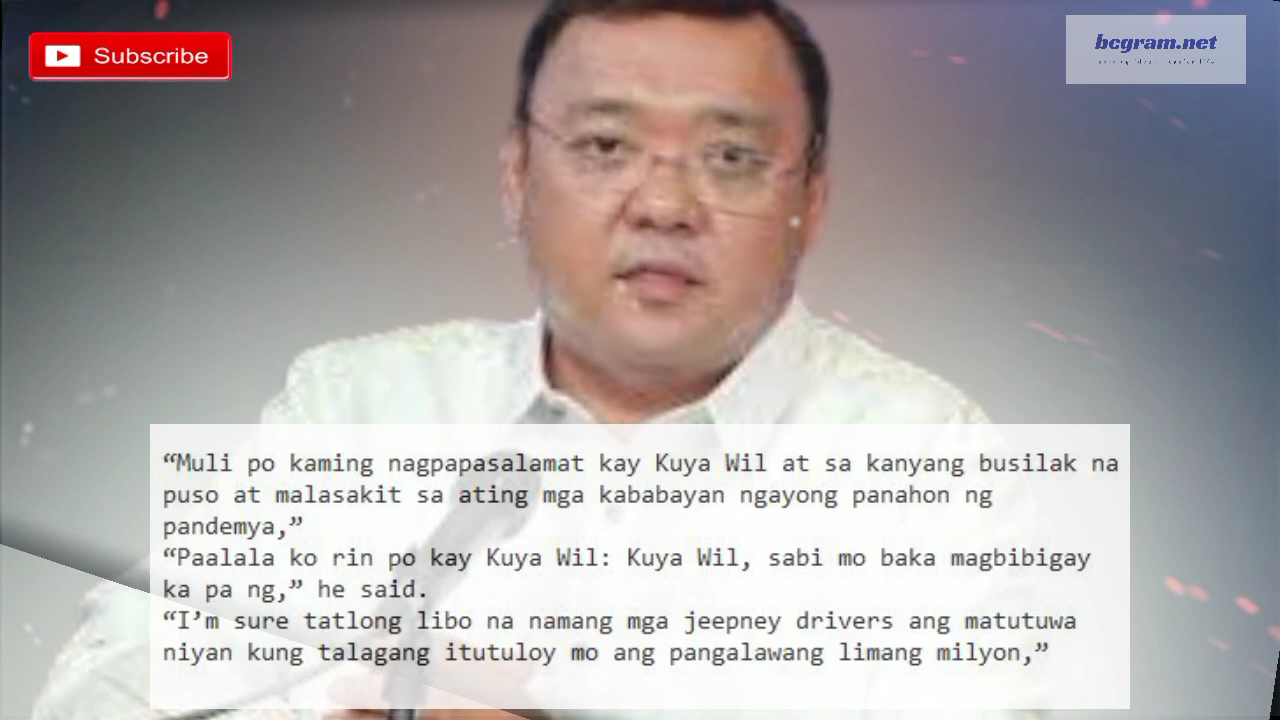 Subscribe
bcgram.net
“Muli po kaming nagpapasalamat kay Kuya Wil at sa kanyang busilak na
puso at malasakit sa ating mga kababayan ngayong panahon ng
pandemya,”
“Paalala ko rin po kay Kuya Wil: Kuya Wil, sabi mo baka magbibigay
ka pa ng,” he said.
“I’m sure tatlong libo na namang mga jeepney drivers ang matutuwa
niyan kung talagang itutuloy mo ang pangalawang limang milyon,”